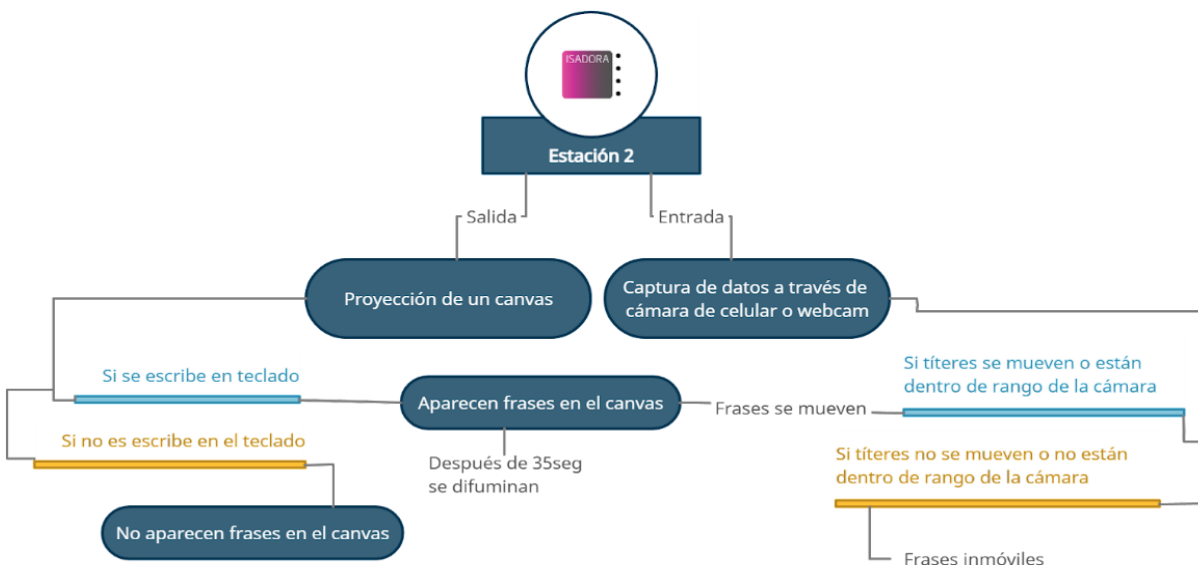 ISADORA
Estación 2
Salida
Entrada
Proyección de un canvas
Captura de datos a través de
cámara de celular o webcam
Si se escribe en teclado
Aparecen frases en el canvas
Frases se mueven
Si títeres se mueven o están
dentro de rango de la cámara
Si no es escribe en el teclado
Después de 35seg
se difuminan
Si títeres no se mueven o no están
dentro de rango de la cámara
No aparecen frases en el canvas
Frases inmóviles